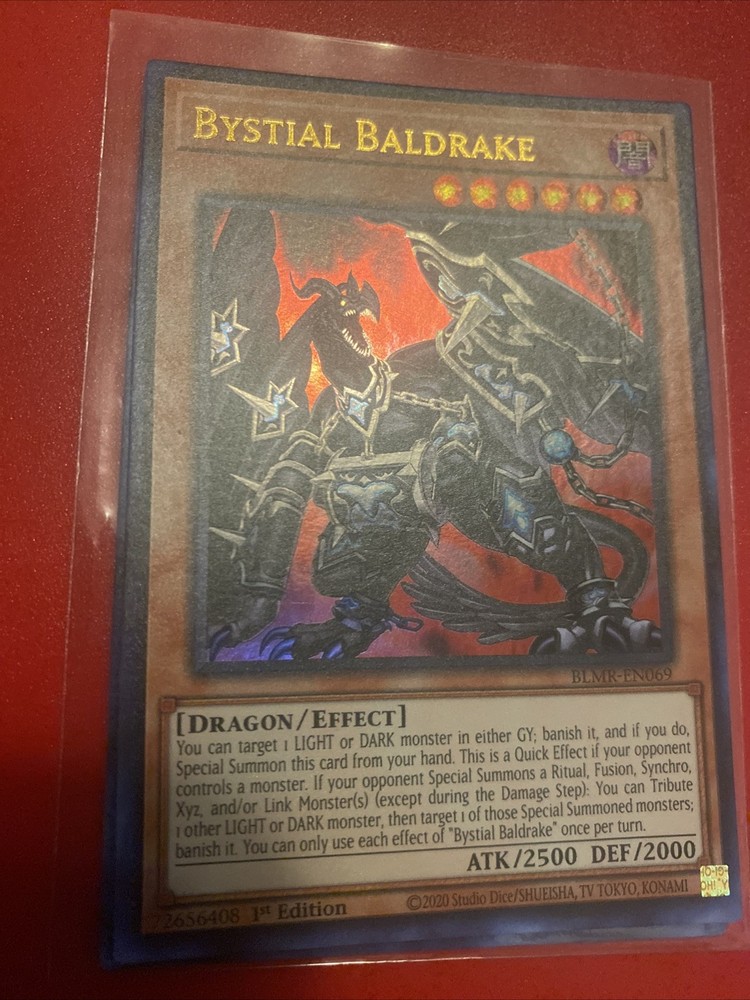 BYSTIAL BALDRAKE
闇
BLMR-EN069
[DRAGON/EFFECT]
You can target 1 LIGHT or DARK monster in either GY; banish it, and if you do,
Special Summon this card from your hand. This is a Quick Effect if your opponent
controls a monster. If your opponent Special Summons a Ritual, Fusion, Synchro,
Xyz, and/or Link Monster(s) (except during the Damage Step): You can Tribute
1 other LIGHT or DARK monster, then target 1 of those Special Summoned monsters;
banish it. You can only use each effect of "Bystial Baldrake" once per turn.
ATK/2500 DEF/2000
72656408 1st Edition
©2020 Studio Dice/SHUEISHA, TV TOKYO, KONAMI